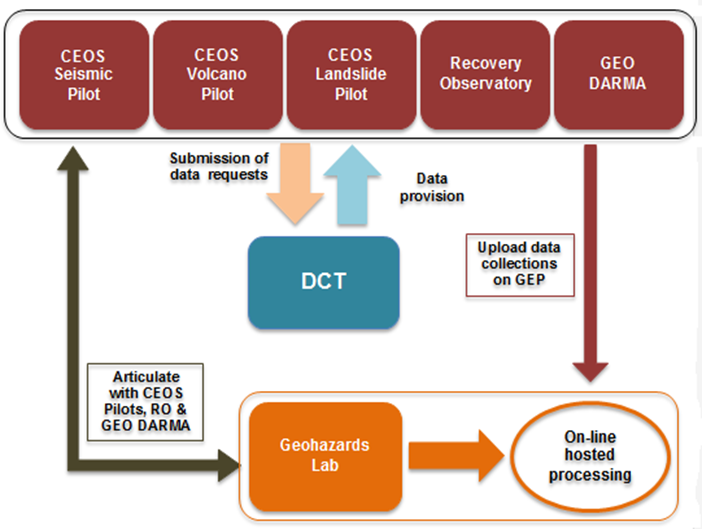 CEOS
Seismic
Pilot
CEOS
Volcano
Pilot
CEOS
Landslide
Pilot
Recovery
Observatory
GEO
DARMA
Submission of
data requests
Data
provision
DCT
Upload data
collections
on GEP
Articulate
with CEOS
Pilots, RO &
GEO DARMA
Geohazards
Lab
On-line
hosted
processing